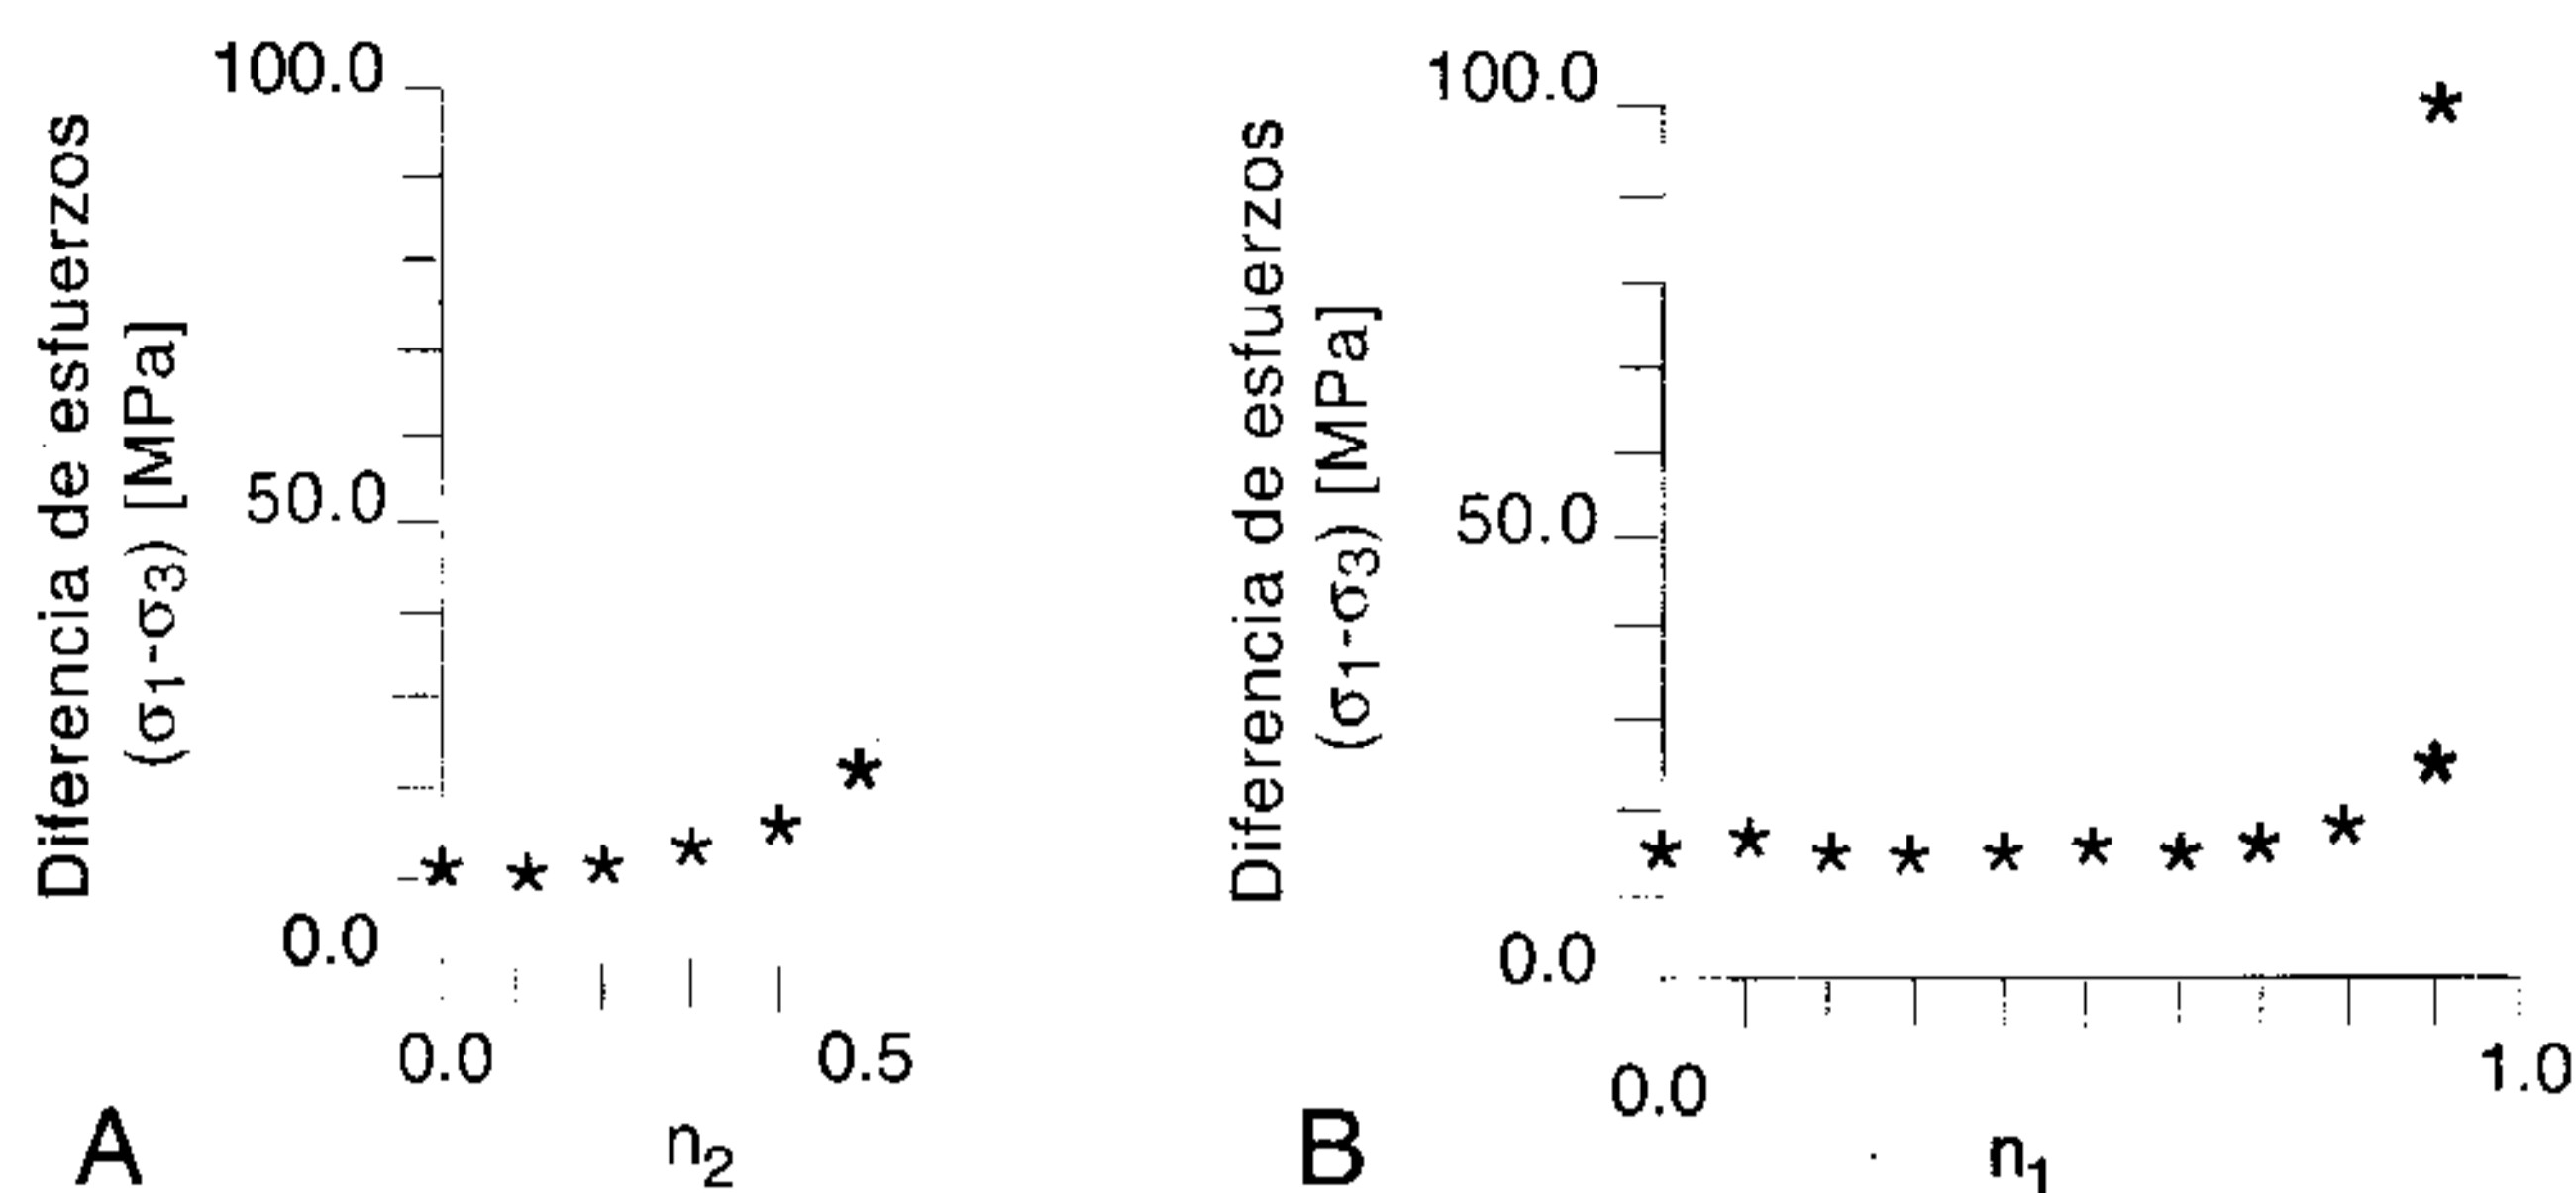 Diferencia de esfuerzos
(σ1-σ3) [MPa]
100.0
50.0
0.0
0.0
0.5
n2
A
Diferencia de esfuerzos
(σ1-σ3) [MPa]
100.0
50.0
0.0
0.0
1.0
n1
B